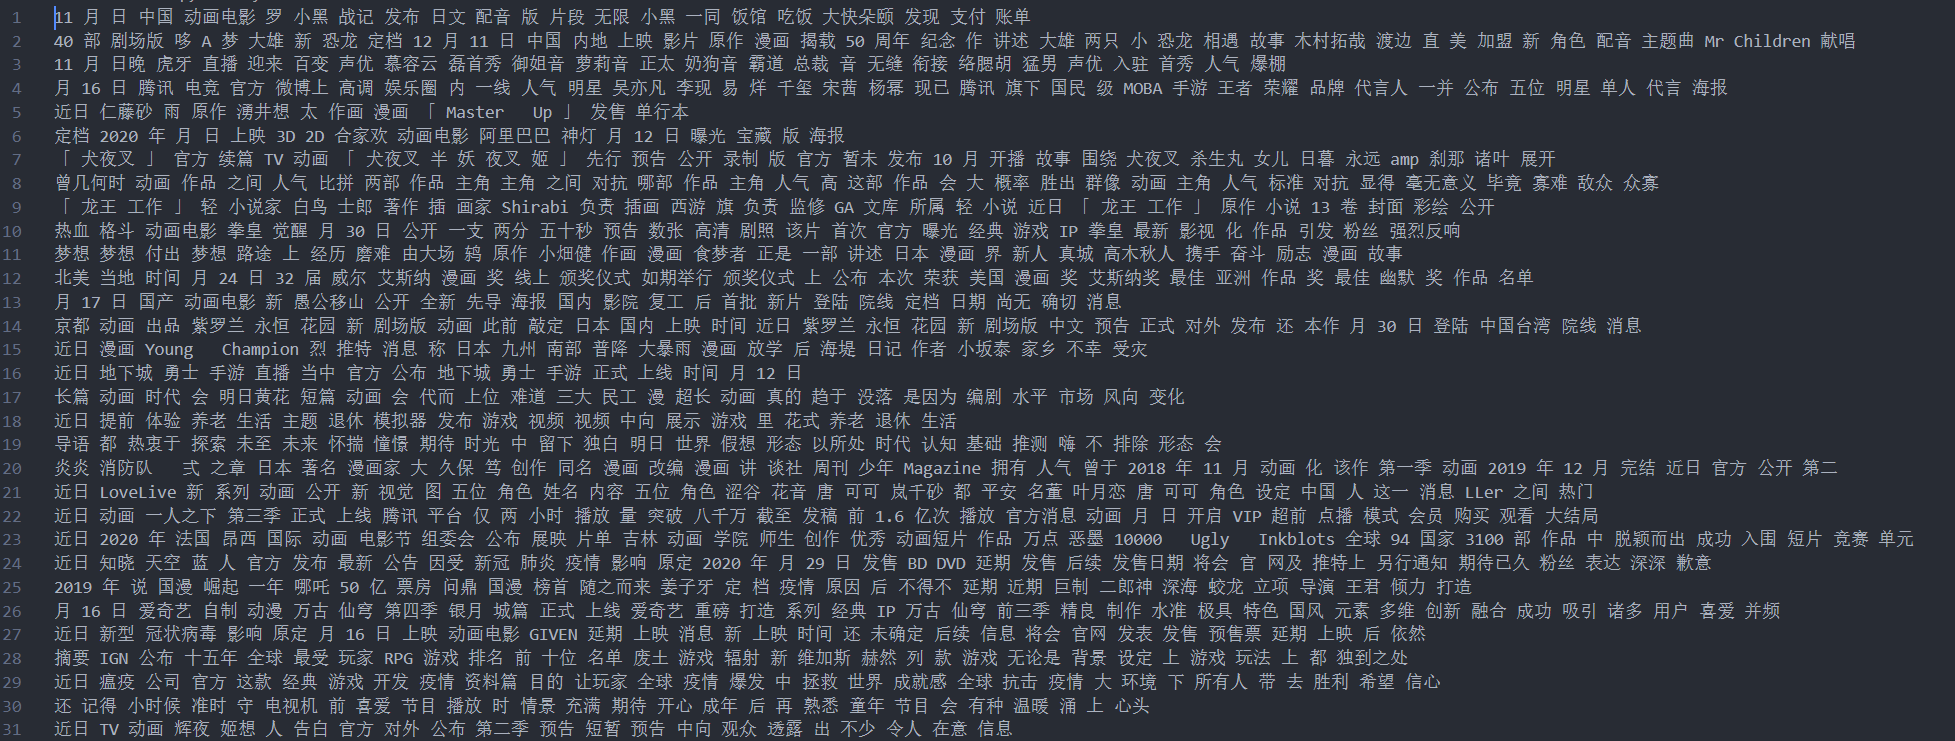 1 11 月 日 中国 动画电影 罗 小黑 战记 发布 日文 配音 版 片段 无限 小黑 一同 饭馆 吃饭 大快朵颐 发现 支付 账单
2 40 部 剧场版 哆 A 梦 大雄 新 恐龙 定档 12 月 11 日 中国 内地 上映 影片 原作 漫画 揭载 50 周年 纪念 作 讲述 大雄 两只 小 恐龙 相遇 故事 木村拓哉 渡边 直 美 加盟 新 角色 配音 主题曲 Mr Children 献唱
3 11 月 日晚 虎牙 直播 迎来 百变 声优 慕容云 磊首秀 御姐音 萝莉音 正太 奶狗音 霸道 总裁 音 无缝 衔接 络腮胡 猛男 声优 入驻 首秀 人气 爆棚
4 月 16 日 腾讯 电竞 官方 微博上 高调 娱乐圈 内 一线 人气 明星 吴亦凡 李现 易 烊 千玺 宋茜 杨幂 现已 腾讯 旗下 国民 级 MOBA 手游 王者 荣耀 品牌 代言人 一并 公布 五位 明星 单人 代言 海报
5 近日 仁藤砂 雨 原作 湧井想 太 作画 漫画 「 Master Up 」 发售 单行本
6 定档 2020 年 月 日 上映 3D 2D 合家欢 动画电影 阿里巴巴 神灯 月 12 日 曝光 宝藏 版 海报
7 「 犬夜叉 」 官方 续篇 TV 动画 「 犬夜叉 半 妖 夜叉 姬 」 先行 预告 公开 录制 版 官方 暂未 发布 10 月 开播 故事 围绕 犬夜叉 杀生丸 女儿 日暮 永远 amp 刹那 诸叶 展开
8 曾几何时 动画 作品 之间 人气 比拼 两部 作品 主角 主角 之间 对抗 哪部 作品 主角 人气 高 这部 作品 会 大 概率 胜出 群像 动画 主角 人气 标准 对抗 显得 毫无意义 毕竟 寡难 敌众 众寡
9 「 龙王 工作 」 轻 小说家 白鸟 士郎 著作 插 画家 Shirabi 负责 插画 西游 旗 负责 监修 GA 文库 所属 轻 小说 近日 「 龙王 工作 」 原作 小说 13 卷 封面 彩绘 公开
10 热血 格斗 动画电影 拳皇 觉醒 月 30 日 公开 一支 两分 五十秒 预告 数张 高清 剧照 该片 首次 官方 曝光 经典 游戏 IP 拳皇 最新 影视 化 作品 引发 粉丝 强烈反响
11 梦想 梦想 付出 梦想 路途 上 经历 磨难 由大场 鸫 原作 小畑健 作画 漫画 食梦者 正是 一部 讲述 日本 漫画 界 新人 真城 高木秋人 携手 奋斗 励志 漫画 故事
12 北美 当地 时间 月 24 日 32 届 威尔 艾斯纳 漫画 奖 线上 颁奖仪式 如期举行 颁奖仪式 上 公布 本次 荣获 美国 漫画 奖 艾斯纳奖 最佳 亚洲 作品 奖 最佳 幽默 奖 作品 名单
13 月 17 日 国产 动画电影 新 愚公移山 公开 全新 先导 海报 国内 影院 复工 后 首批 新片 登陆 院线 定档 日期 尚无 确切 消息
14 京都 动画 出品 紫罗兰 永恒 花园 新 剧场版 动画 此前 敲定 日本 国内 上映 时间 近日 紫罗兰 永恒 花园 新 剧场版 中文 预告 正式 对外 发布 还 本作 月 30 日 登陆 中国台湾 院线 消息
15 近日 漫画 Young Champion 烈 推特 消息 称 日本 九州 南部 普降 大暴雨 漫画 放学 后 海堤 日记 作者 小坂泰 家乡 不幸 受灾
16 近日 地下城 勇士 手游 直播 当中 官方 公布 地下城 勇士 手游 正式 上线 时间 月 12 日
17 长篇 动画 时代 会 明日黄花 短篇 动画 会 代而 上位 难道 三大 民工 漫 超长 动画 真的 趋于 没落 是因为 编剧 水平 市场 风向 变化
18 近日 提前 体验 养老 生活 主题 退休 模拟器 发布 游戏 视频 视频 中向 展示 游戏 里 花式 养老 退休 生活
19 导语 都 热衷于 探索 未至 未来 怀揣 憧憬 期待 时光 中 留下 独白 明日 世界 假想 形态 以所处 时代 认知 基础 推测 嗨 不 排除 形态 会
20 炎炎 消防队 弐 之章 日本 著名 漫画家 大 久保 笃 创作 同名 漫画 改编 漫画 讲 谈社 周刊 少年 Magazine 拥有 人气 曾于 2018 年 11 月 动画 化 该作 第一季 动画 2019 年 12 月 完结 近日 官方 公开 第二
21 近日 LoveLive 新 系列 动画 公开 新 视觉 图 五位 角色 姓名 内容 五位 角色 涩谷 花音 唐 可可 岚千砂 都 平安 名董 叶月恋 唐 可可 角色 设定 中国 人 这一 消息 LLer 之间 热门
22 近日 动画 一人之下 第三季 正式 上线 腾讯 平台 仅 两 小时 播放 量 突破 八千万 截至 发稿 前 1.6 亿次 播放 官方消息 动画 月 日 开启 VIP 超前 点播 模式 会员 购买 观看 大结局
23 近日 2020 年 法国 昂西 国际 动画 电影节 组委会 公布 展映 片单 吉林 动画 学院 师生 创作 优秀 动画短片 作品 万点 恶墨 10000 Ugly Inkblots 全球 94 国家 3100 部 作品 中 脱颖而出 成功 入围 短片 竞赛 单元
24 近日 知晓 天空 蓝 人 官方 发布 最新 公告 因受 新冠 肺炎 疫情 影响 原定 2020 年 月 29 日 发售 BD DVD 延期 发售 后续 发售日期 将会 官 网及 推特上 另行通知 期待已久 粉丝 表达 深深 歉意
25 2019 年 说 国漫 崛起 一年 哪吒 50 亿 票房 问鼎 国漫 榜首 随之而来 姜子牙 定 档 疫情 原因 后 不得不 延期 近期 巨制 二郎神 深海 蛟龙 立项 导演 王君 倾力 打造
26 月 16 日 爱奇艺 自制 动漫 万古 仙穹 第四季 银月 城篇 正式 上线 爱奇艺 重磅 打造 系列 经典 IP 万古 仙穹 前三季 精良 制作 水准 极具 特色 国风 元素 多维 创新 融合 成功 吸引 诸多 用户 喜爱 并频
27 近日 新型 冠状病毒 影响 原定 月 16 日 上映 动画电影 GIVEN 延期 上映 消息 新 上映 时间 还 未确定 后续 信息 将会 官网 发表 发售 预售票 延期 上映 后 依然
28 摘要 IGN 公布 十五年 全球 最受 玩家 RPG 游戏 排名 前 十位 名单 废土 游戏 辐射 新 维加斯 赫然 列 款 游戏 无论是 背景 设定 上 游戏 玩法 上 都 独到之处
29 近日 瘟疫 公司 官方 这款 经典 游戏 开发 疫情 资料篇 目的 让玩家 全球 疫情 爆发 中 拯救 世界 成就感 全球 抗击 疫情 大 环境 下 所有人 带 去 胜利 希望 信心
30 还 记得 小时候 准时 守 电视机 前 喜爱 节目 播放 时 情景 充满 期待 开心 成年 后 再 熟悉 童年 节目 会 有种 温暖 涌 上 心头
31 近日 TV 动画 辉夜 姬想 人 告白 官方 对外 公布 第二季 预告 短暂 预告 中向 观众 透露 出 不少 令人 在意 信息